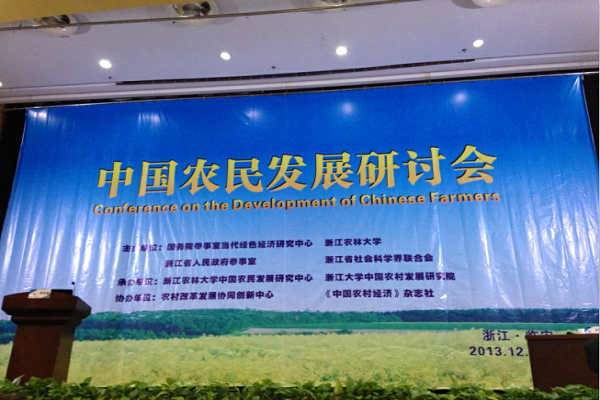 中国农民发展研讨会
Conference on the Development of Chinese Farmers
主办单位：国务院参事室当代绿色经济研究中心 浙江农林大学
浙江省人民政府参事室 浙江省社会科学界联合会
承办单位：浙江农林大学中国农民发展研究中心 浙江大学中国农村发展研究院
协办单位：农村改革发展协同创新中心 《中国农村经济》杂志社
浙江·临安
2013.12.